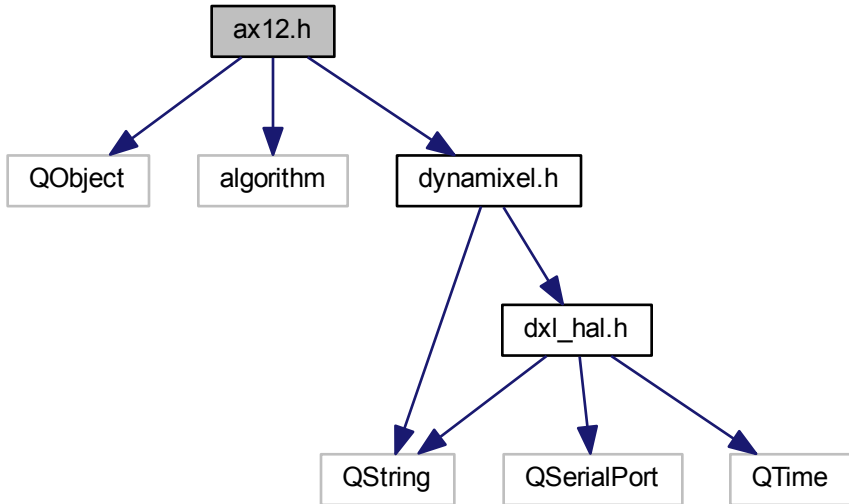 ax12.h
QObject
algorithm
dynamixel.h
dxl_hal.h
QString
QSerialPort
QTime